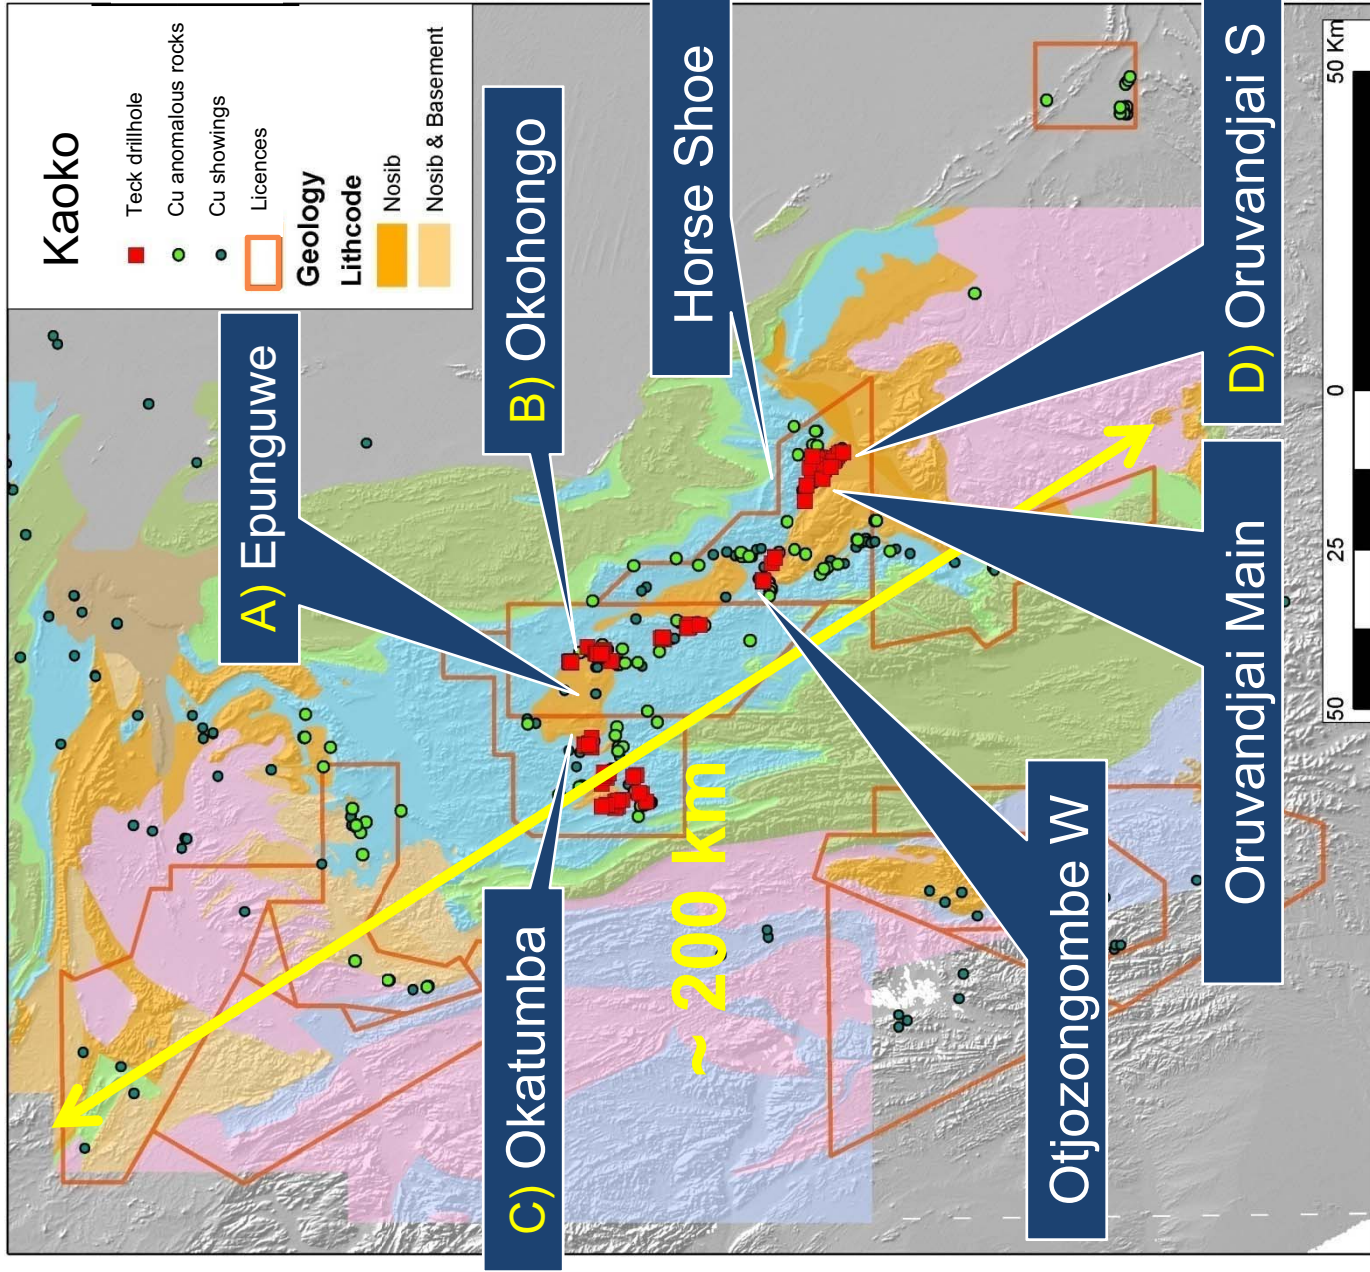 Kaoko
Teck drillhole
Cu anomalous rocks
Cu showings
Licences
Geology
Lithcode
Nosib
Nosib & Basement
A) Epunguwe
B) Okohongo
Horse Shoe
C) Okatumba
~ 200 km
Otjozongombe W
Oruvandjai Main
D) Oruvandjai S
50 25 0 50 Km